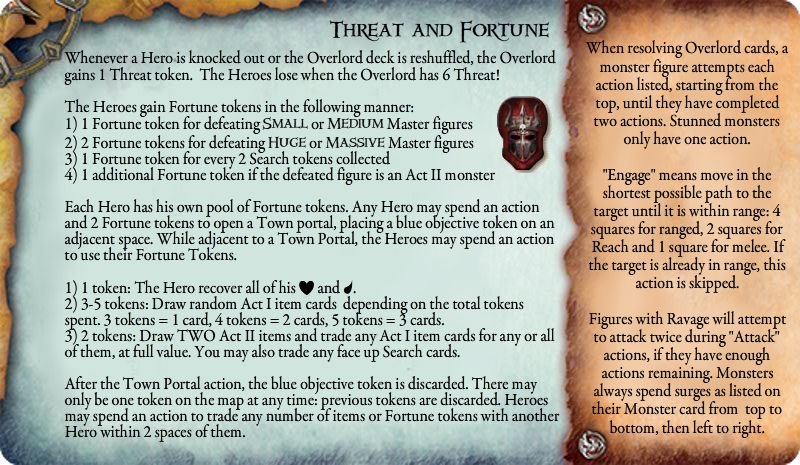 Threat and Fortune
Whenever a Hero is knocked out or the Overlord deck is reshuffled, the Overlord
gains 1 Threat token. The Heroes lose when the Overlord has 6 Threat!
The Heroes gain Fortune tokens in the following manner:
1) 1 Fortune token for defeating Small or Medium Master figures
2) 2 Fortune tokens for defeating Huge or Massive Master figures
3) 1 Fortune token for every 2 Search tokens collected
4) 1 additional Fortune token if the defeated figure is an Act II monster
Each Hero has his own pool of Fortune tokens. Any Hero may spend an action
and 2 Fortune tokens to open a Town portal, placing a blue objective token on an
adjacent space. While adjacent to a Town Portal, the Heroes may spend an action
to use their Fortune Tokens.
1) 1 token: The Hero recover all of his and .
2) 3-5 tokens: Draw random Act I item cards depending on the total tokens
spent. 3 tokens = 1 card, 4 tokens = 2 cards, 5 tokens = 3 cards.
3) 2 tokens: Draw TWO Act II items and trade any Act I item cards for any or all
of them, at full value. You may also trade any face up Search cards.
After the Town Portal action, the blue objective token is discarded. There may
only be one token on the map at any time: previous tokens are discarded. Heroes
may spend an action to trade any number of items or Fortune tokens with another
Hero within 2 spaces of them.
When resolving Overlord cards, a
monster figure attempts each
action listed, starting from the
top, until they have completed
two actions. Stunned monsters
only have one action.
"Engage" means move in the
shortest possible path to the
target until it is within range: 4
squares for ranged, 2 squares for
Reach and 1 square for melee. If
the target is already in range, this
action is skipped.
Figures with Ravage will attempt
to attack twice during "Attack"
actions, if they have enough
actions remaining. Monsters
always spend surges as listed on
their Monster card from top to
bottom, then left to right.